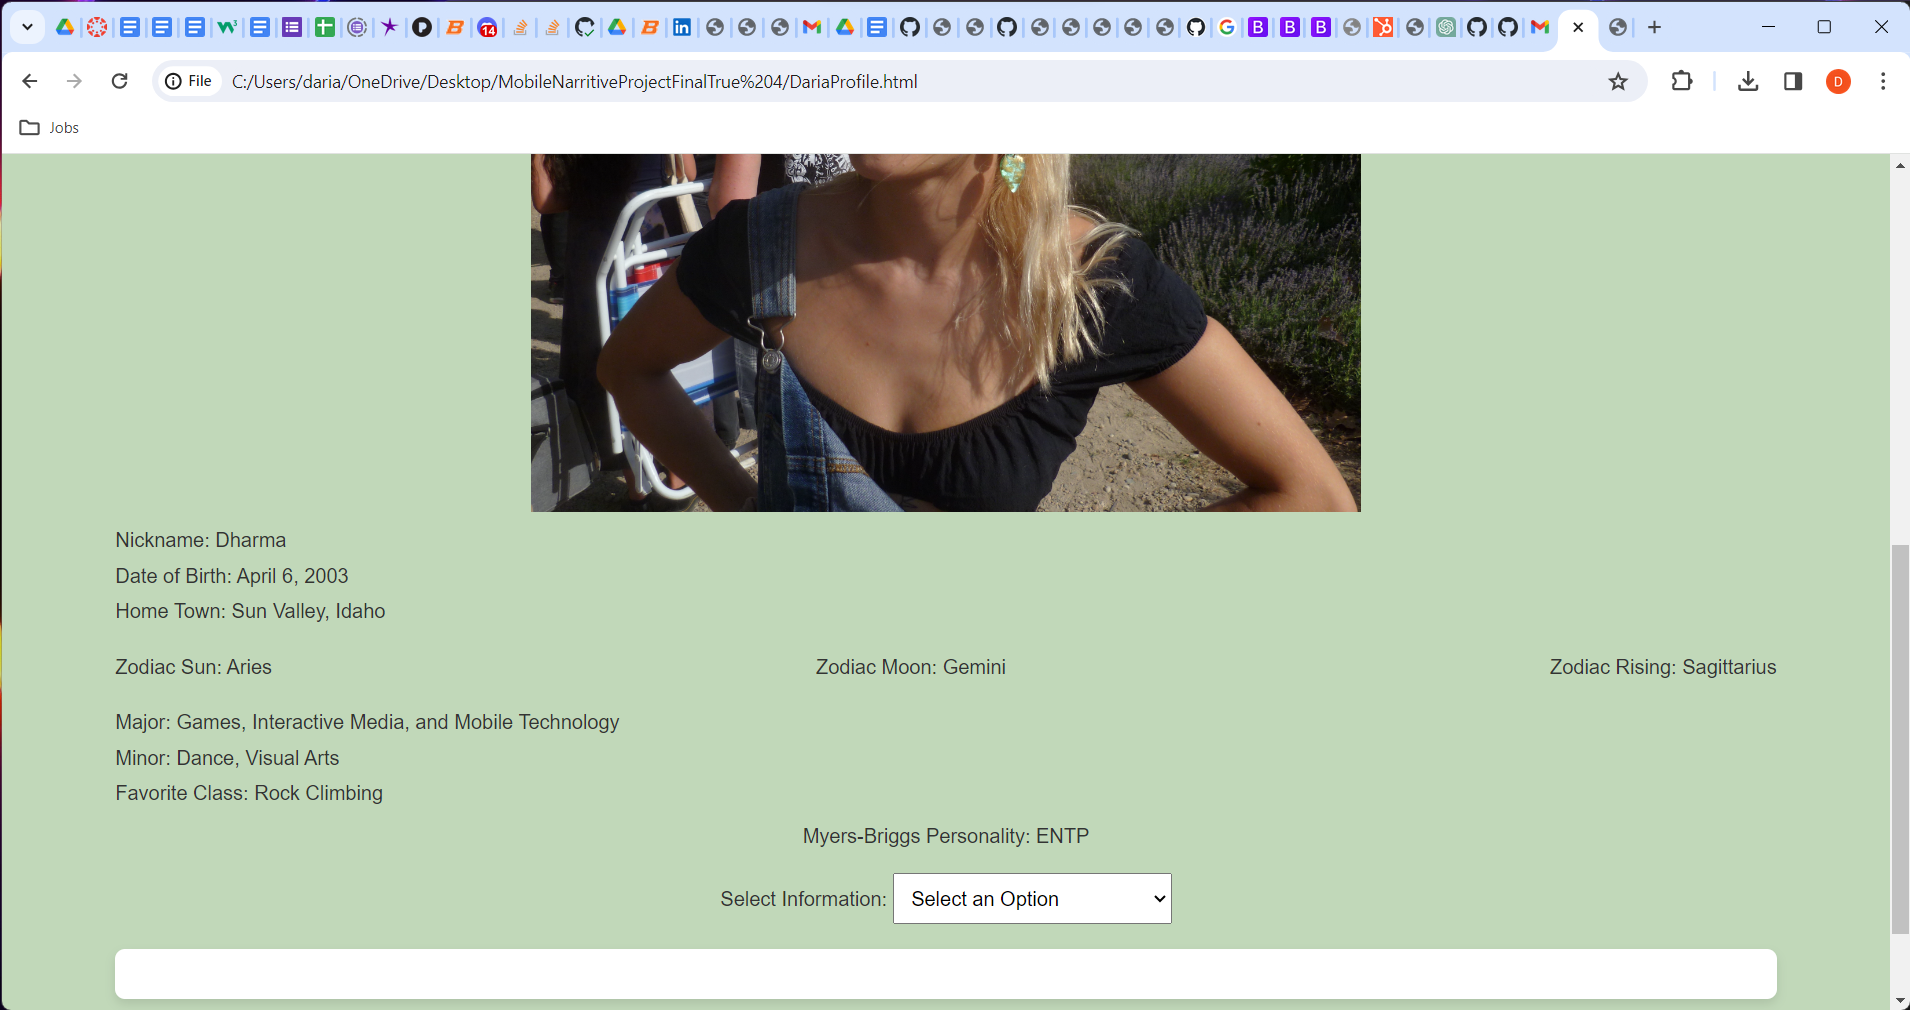 14
File
C:/Users/daria/OneDrive/Desktop/MobileNarritiveProjectFinalTrue%204/DariaProfile.html
D
Jobs
Nickname: Dharma
Date of Birth: April 6, 2003
Home Town: Sun Valley, Idaho
Zodiac Sun: Aries
Zodiac Moon: Gemini
Zodiac Rising: Sagittarius
Major: Games, Interactive Media, and Mobile Technology
Minor: Dance, Visual Arts
Favorite Class: Rock Climbing
Myers-Briggs Personality: ENTP
Select Information: Select an Option